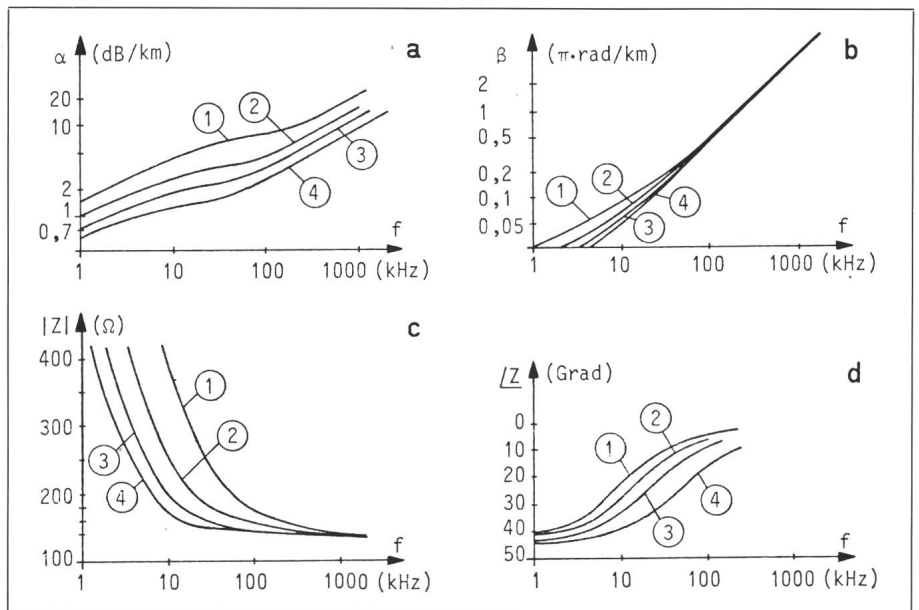 α (dB/km) a
20
10
2
1
0,7
1 10 100 1000 (kHz)
f
1 2 3 4
β (π·rad/km) b
2
1
0,5
0,2
0,1
0,05
1 10 100 1000 (kHz)
f
1 2 3 4
|Z| (Ω) c
400
300
200
100
1 10 100 1000 (kHz)
f
1 2 3 4
∠Z (Grad) d
0
10
20
30
40
50
1 10 100 1000 (kHz)
f
1 2 3 4